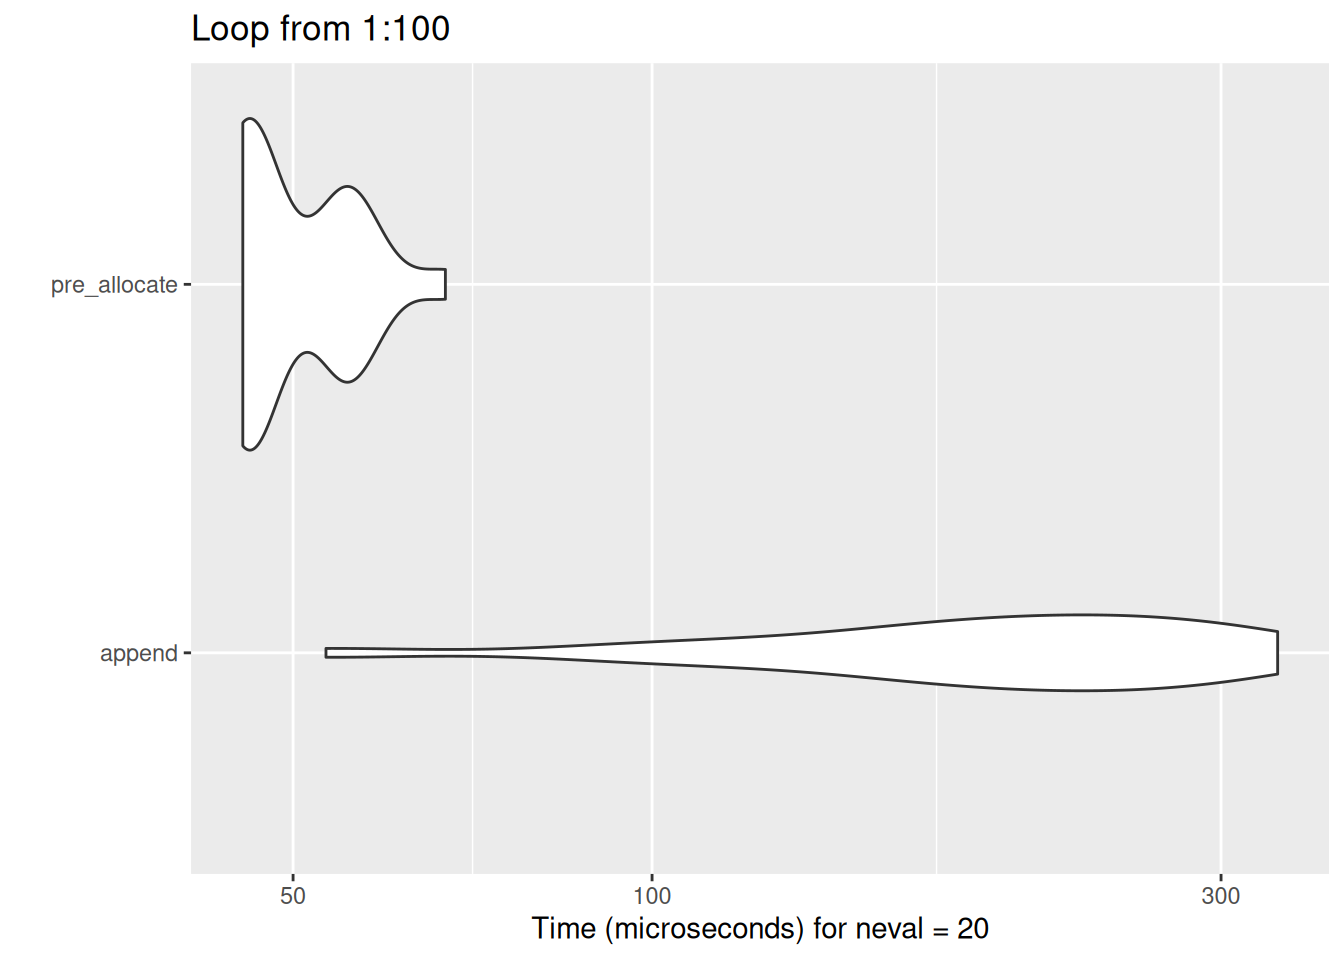 Loop from 1:100
pre_allocate
append
50
100
300
Time (microseconds) for neval = 20